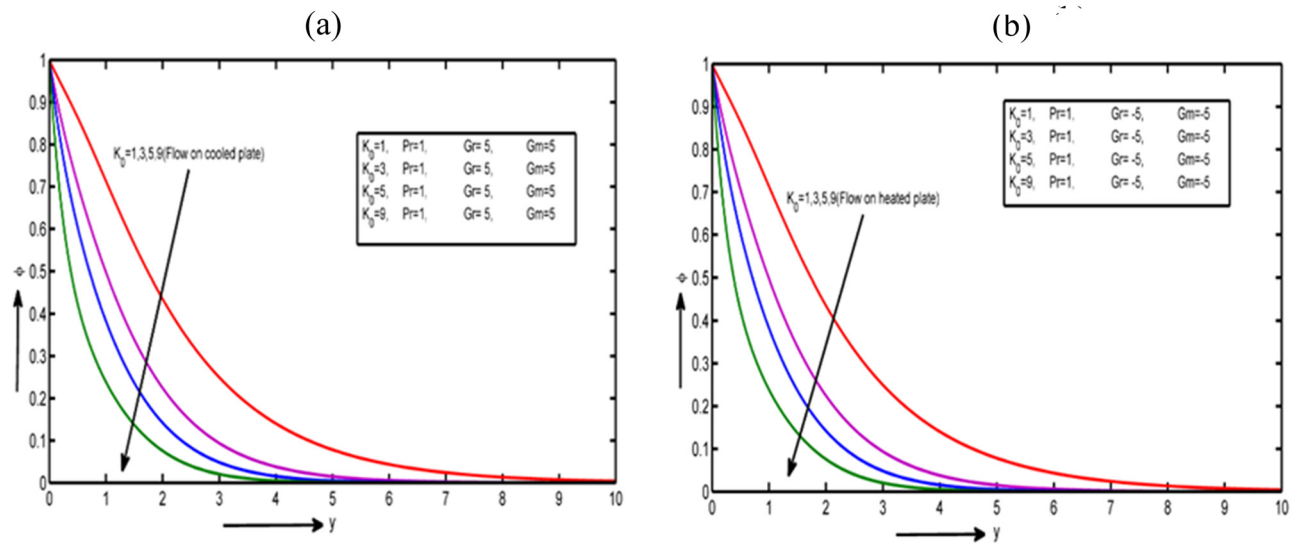 (a)
1
0.9
0.8
0.7
0.6
0.5
0.4
0.3
0.2
0.1
0
Φ
K0=1,3,5,9(Flow on cooled plate)
K0=1, Pr=1, Gr= 5, Gm=5
K0=3, Pr=1, Gr= 5, Gm=5
K0=5, Pr=1, Gr= 5, Gm=5
K0=9, Pr=1, Gr= 5, Gm=5
0 1 2 3 4 5 6 7 8 9 10
y
(b)
1
0.9
0.8
0.7
0.6
0.5
0.4
0.3
0.2
0.1
0
Φ
K0=1,3,5,9(Flow on heated plate)
K0=1, Pr=1, Gr= -5, Gm=-5
K0=3, Pr=1, Gr= -5, Gm=-5
K0=5, Pr=1, Gr= -5, Gm=-5
K0=9, Pr=1, Gr= -5, Gm=-5
0 1 2 3 4 5 6 7 8 9 10
y